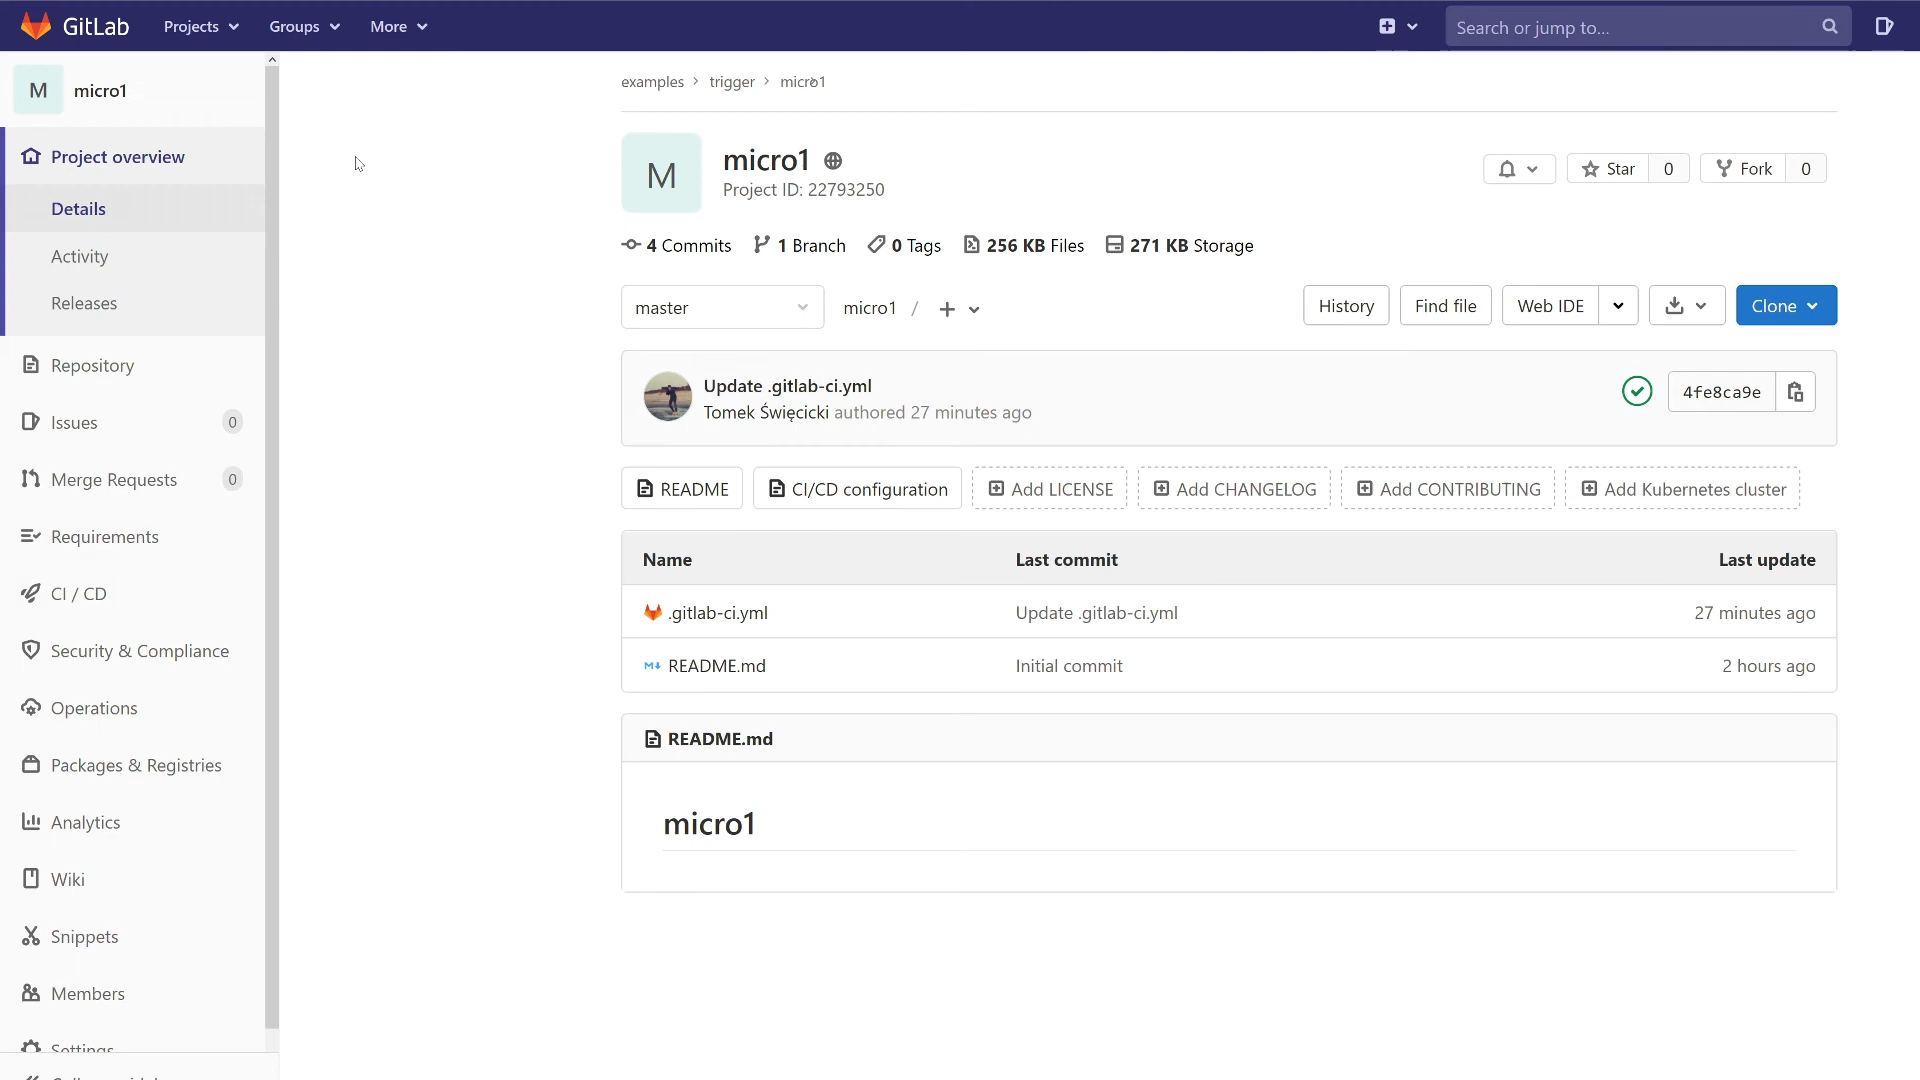 GitLab Projects Groups More Search or jump to...
M micro1
Project overview
Details
Activity
Releases
Repository
Issues 0
Merge Requests 0
Requirements
CI / CD
Security & Compliance
Operations
Packages & Registries
Analytics
Wiki
Snippets
Members
Settings
examples > trigger > micro1
M
micro1
Project ID: 22793250
Star 0 Fork 0
4 Commits 1 Branch 0 Tags 256 KB Files 271 KB Storage
master micro1 / + History Find file Web IDE Clone
Update .gitlab-ci.yml
Tomek Święcicki authored 27 minutes ago
4fe8ca9e
README CI/CD configuration Add LICENSE Add CHANGELOG Add CONTRIBUTING Add Kubernetes cluster
Name Last commit Last update
.gitlab-ci.yml Update .gitlab-ci.yml 27 minutes ago
README.md Initial commit 2 hours ago
README.md
micro1